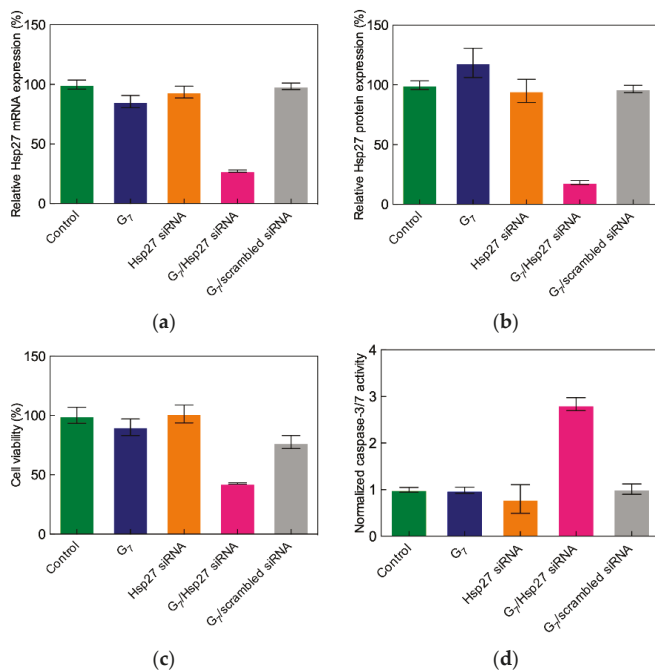 Relative Hsp27 mRNA expression (%)
150
100
50
0
Control
G₇
Hsp27 siRNA
G₇/Hsp27 siRNA
G₇/scrambled siRNA
(a)
Relative Hsp27 protein expression (%)
150
100
50
0
Control
G₇
Hsp27 siRNA
G₇/Hsp27 siRNA
G₇/scrambled siRNA
(b)
Cell viability (%)
150
100
50
0
Control
G₇
Hsp27 siRNA
G₇/Hsp27 siRNA
G₇/scrambled siRNA
(c)
Normalized caspase-3/7 activity
4
3
2
1
0
Control
G₇
Hsp27 siRNA
G₇/Hsp27 siRNA
G₇/scrambled siRNA
(d)